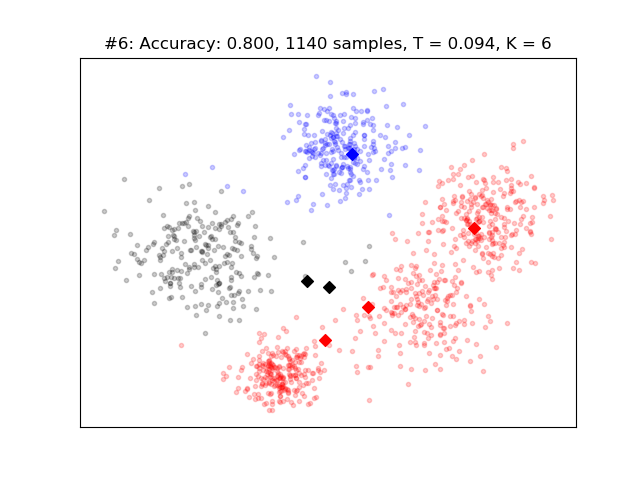 #6: Accuracy: 0.800, 1140 samples, T = 0.094, K = 6